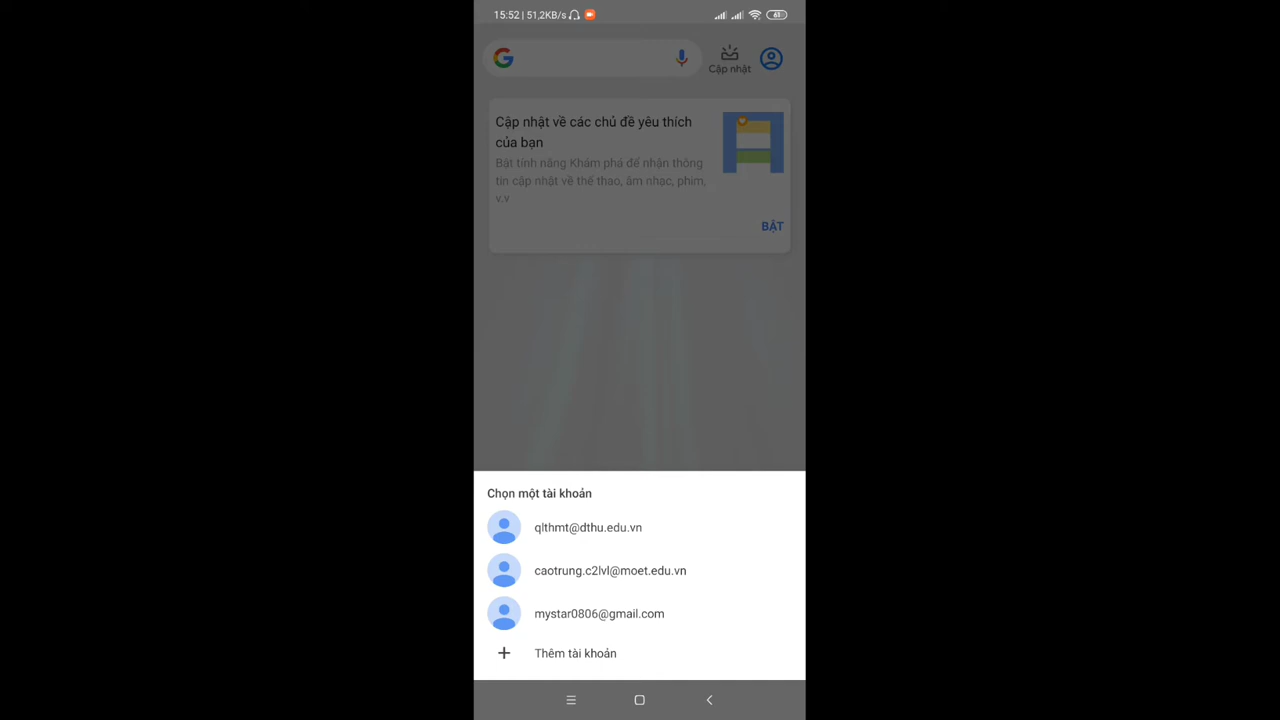 15:52 | 51,2KB/s
61
Cập nhật
Cập nhật về các chủ đề yêu thích
của bạn
Bật tính năng Khám phá để nhận thông
tin cập nhật về thể thao, âm nhạc, phim,
v.v
BẬT
Chọn một tài khoản
qlthmt@dthu.edu.vn
caotrung.c2lvl@moet.edu.vn
mystar0806@gmail.com
Thêm tài khoản